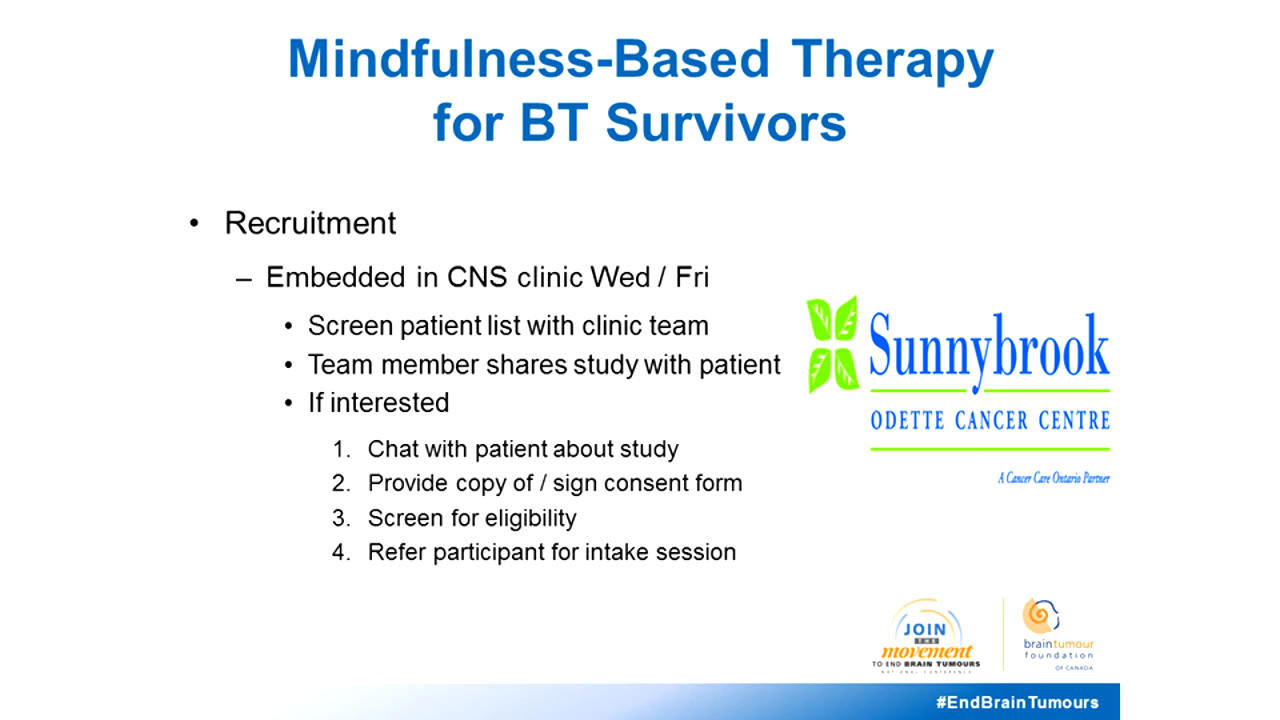 Mindfulness-Based Therapy
for BT Survivors
• Recruitment
– Embedded in CNS clinic Wed / Fri
• Screen patient list with clinic team
• Team member shares study with patient
• If interested
1. Chat with patient about study
2. Provide copy of / sign consent form
3. Screen for eligibility
4. Refer participant for intake session
Sunnybrook
ODETTE CANCER CENTRE
A Cancer Care Ontario Partner
JOIN
THE
movement
TO END BRAIN TUMOURS
NATIONAL CONFERENCE
braintumour
foundation
OF CANADA
#EndBrainTumours